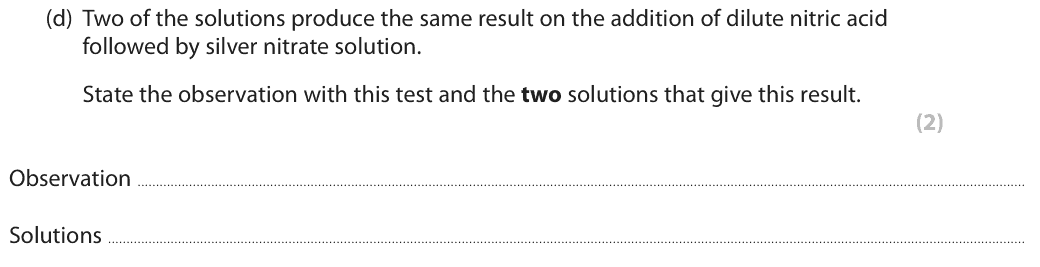 (d) Two of the solutions produce the same result on the addition of dilute nitric acid
followed by silver nitrate solution.
State the observation with this test and the two solutions that give this result.
(2)
Observation
Solutions